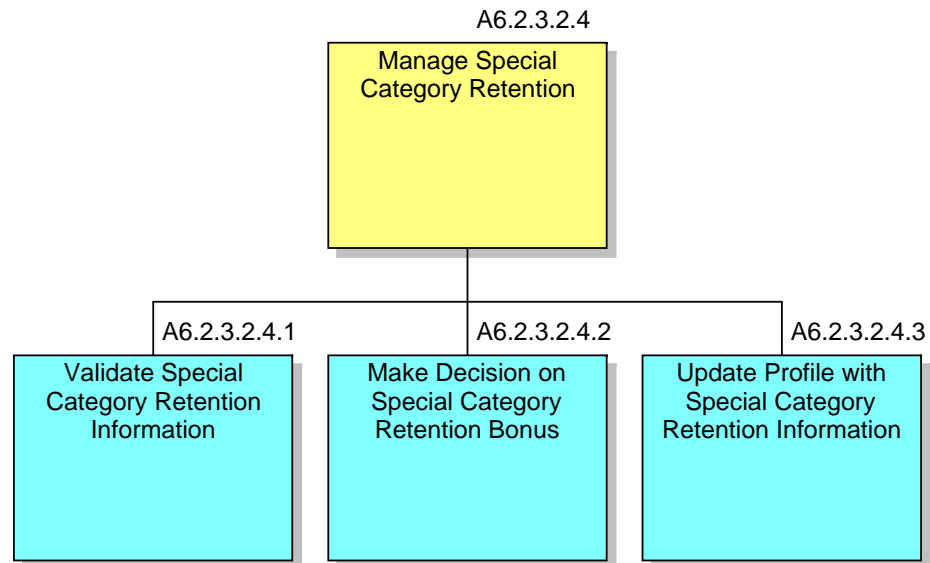 A6.2.3.2.4
Manage Special
Category Retention
A6.2.3.2.4.1
Validate Special
Category Retention
Information
A6.2.3.2.4.2
Make Decision on
Special Category
Retention Bonus
A6.2.3.2.4.3
Update Profile with
Special Category
Retention Information